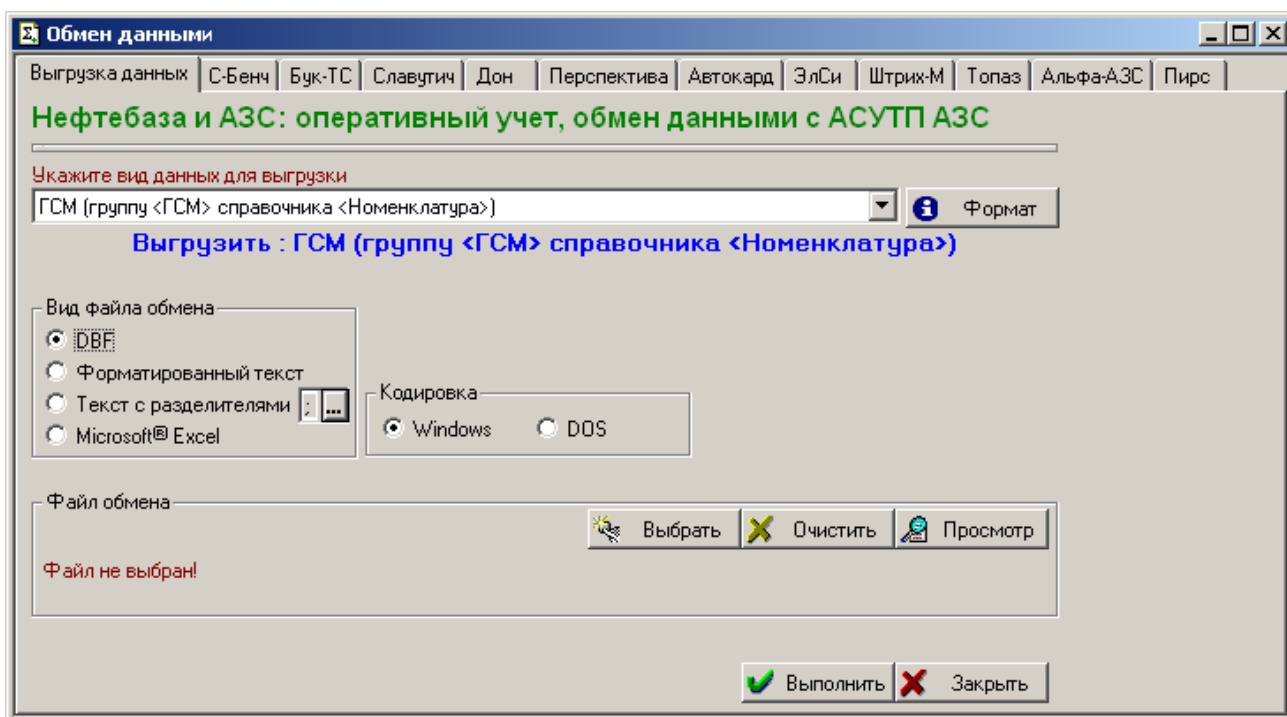 Обмен данными
Выгрузка данных С-Бенч Бук-ТС Славутич Дон Перспектива Автокард ЭлСи Штрих-М Топаз Альфа-АЗС Пирс
Нефтебаза и АЗС: оперативный учет, обмен данными с АСУТП АЗС
Укажите вид данных для выгрузки
ГСМ (группу <ГСМ> справочника <Номенклатура>)
Формат
Выгрузить : ГСМ (группу <ГСМ> справочника <Номенклатура>)
Вид файла обмена
DBF
Форматированный текст
Текст с разделителями ; ...
Microsoft® Excel
Кодировка
Windows DOS
Файл обмена
Выбрать Очистить Просмотр
Файл не выбран!
Выполнить Закрыть